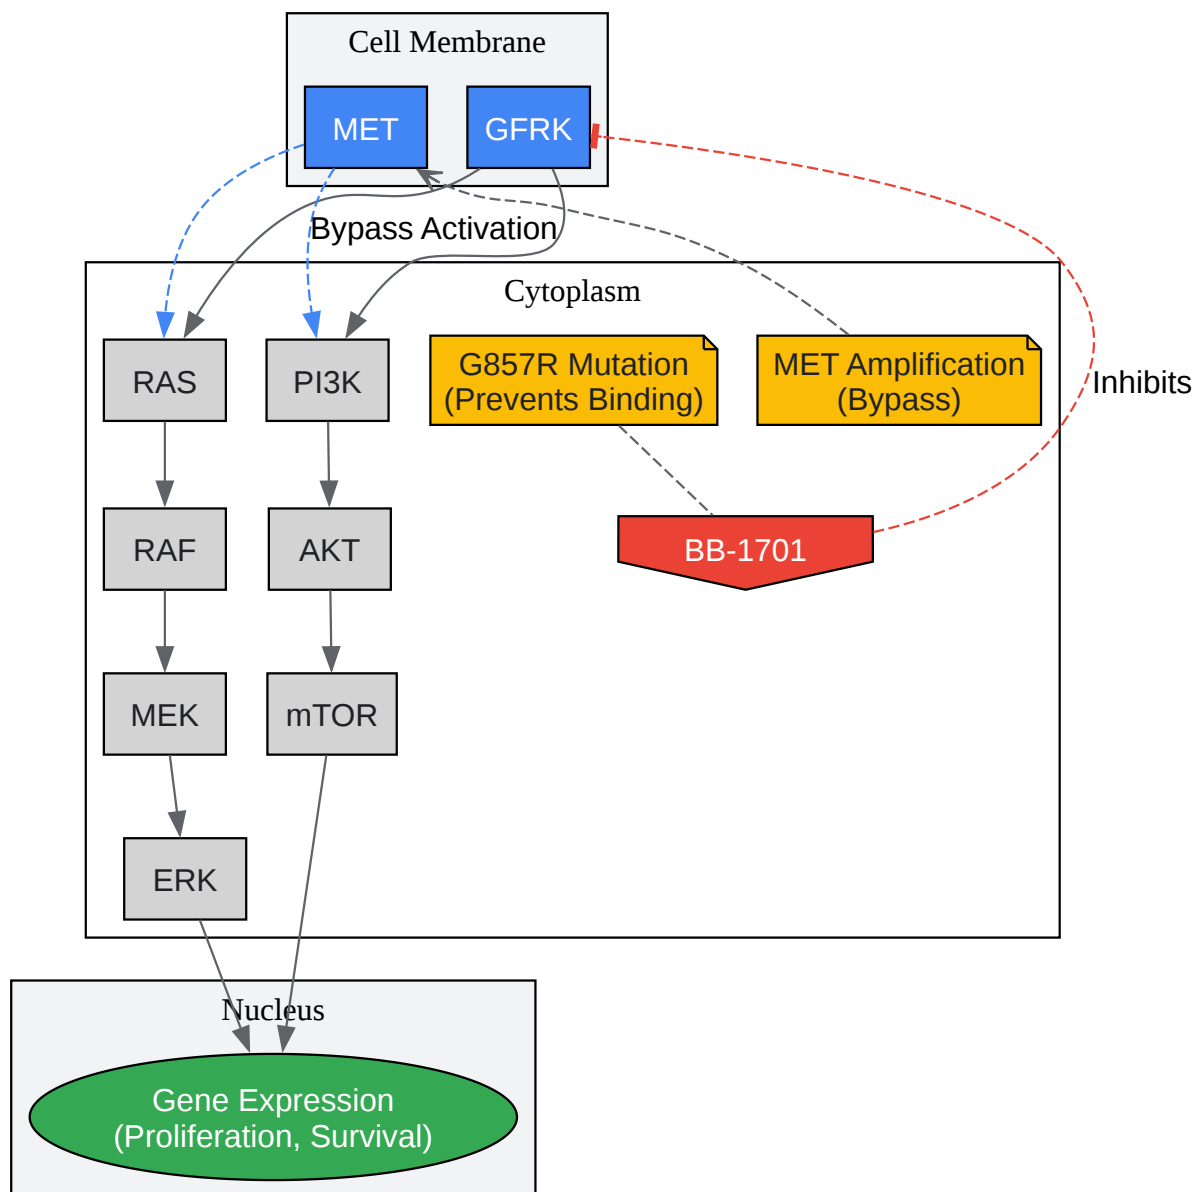 Cell Membrane
MET
GFRK
Bypass Activation
Cytoplasm
RAS
PI3K
G857R Mutation
(Prevents Binding)
MET Amplification
(Bypass)
Inhibits
RAF
AKT
BB-1701
MEK
mTOR
ERK
Nucleus
Gene Expression
(Proliferation, Survival)